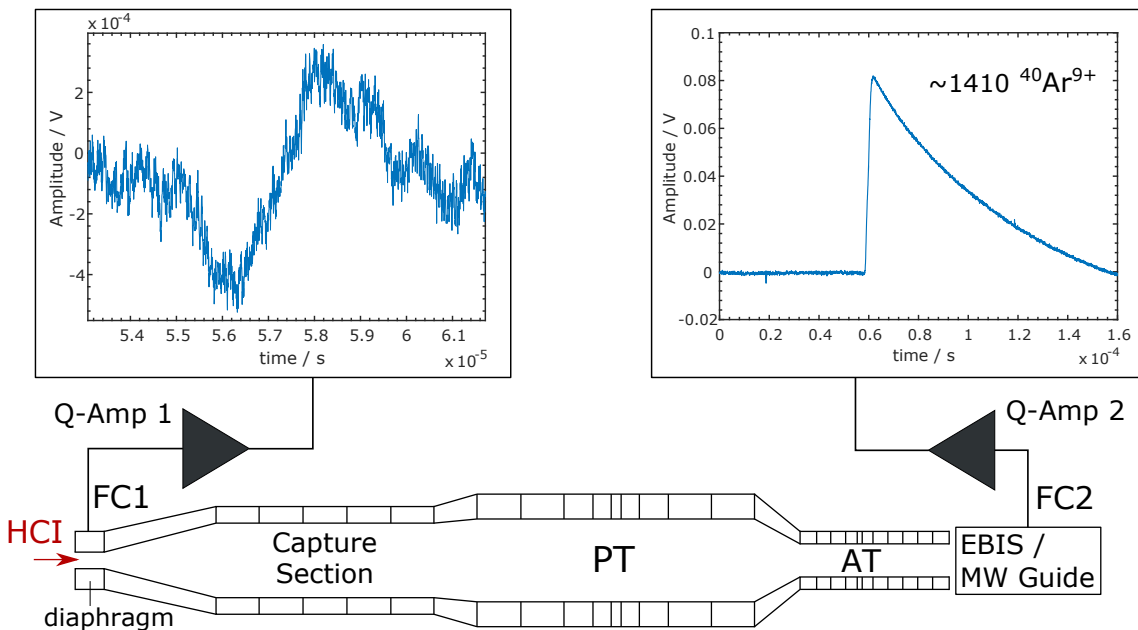 x 10⁻⁴
2
0
-2
-4
Amplitude / V
5.4
5.5
5.6
5.7
5.8
5.9
6
6.1
time / s
x 10⁻⁵
0.1
0.08
0.06
0.04
0.02
0
-0.02
Amplitude / V
~1410 ⁴⁰Ar⁹⁺
0
0.2
0.4
0.6
0.8
1
1.2
1.4
1.6
time / s
x 10⁻⁴
Q-Amp 1
Q-Amp 2
FC1
FC2
HCI
Capture
Section
PT
AT
EBIS /
MW Guide
diaphragm